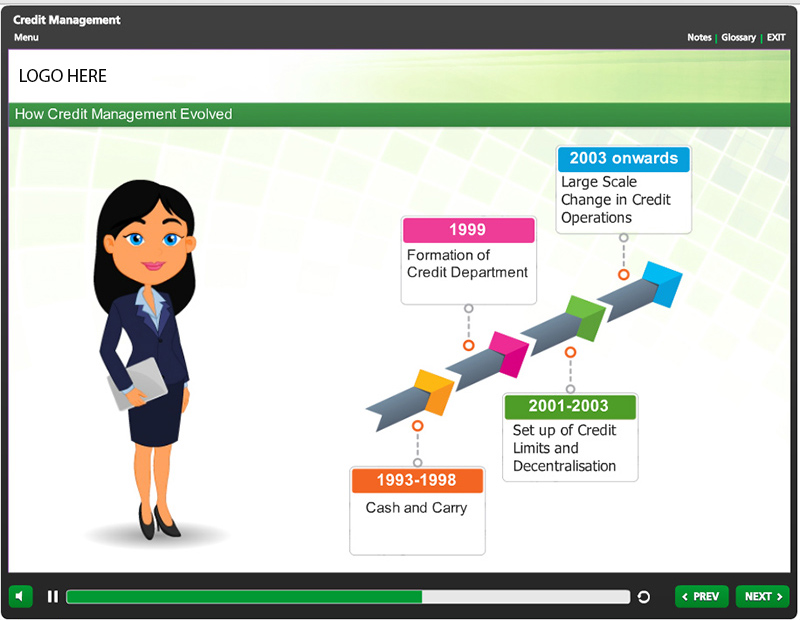 Credit Management
Menu
Notes | Glossary | EXIT
LOGO HERE
How Credit Management Evolved
2003 onwards
Large Scale
Change in Credit
Operations
1999
Formation of
Credit Department
2001-2003
Set up of Credit
Limits and
Decentralisation
1993-1998
Cash and Carry
PREV
NEXT